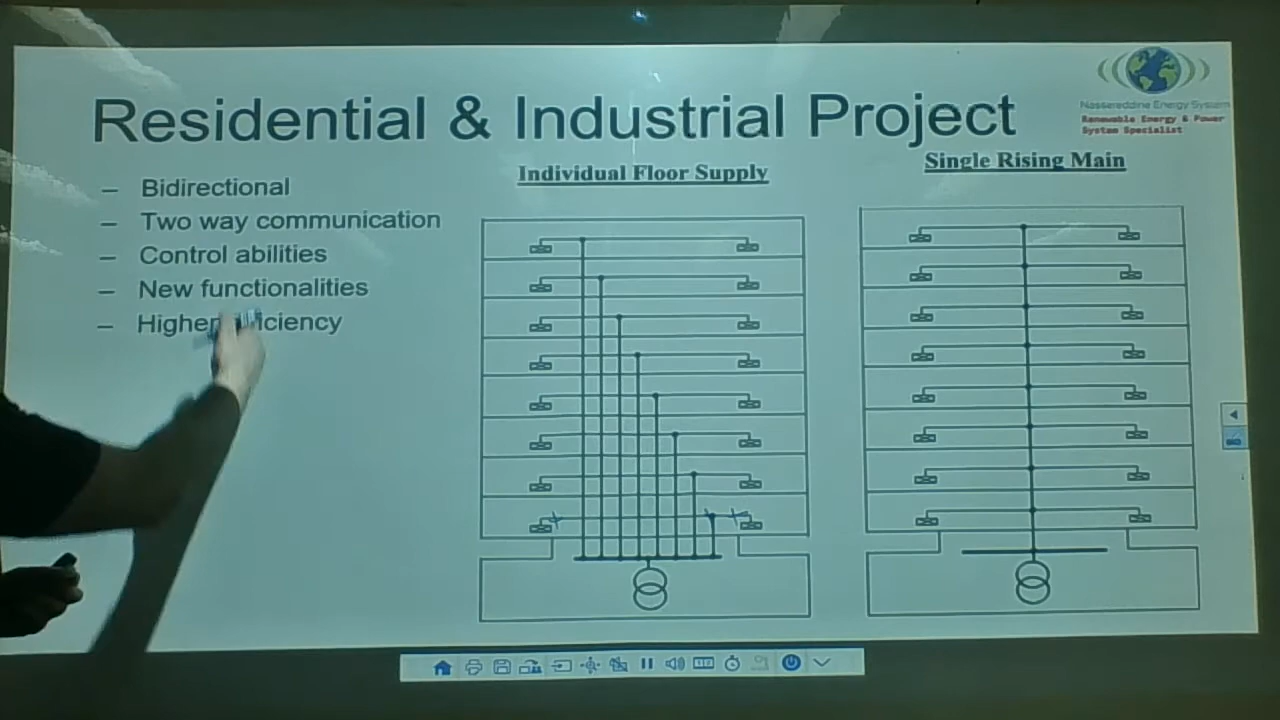 Residential & Industrial Project
Nassereddine Energy System
Renewable Energy & Power
System Specialist
– Bidirectional
– Two way communication
– Control abilities
– New functionalities
– Higher
Individual Floor Supply
Single Rising Main